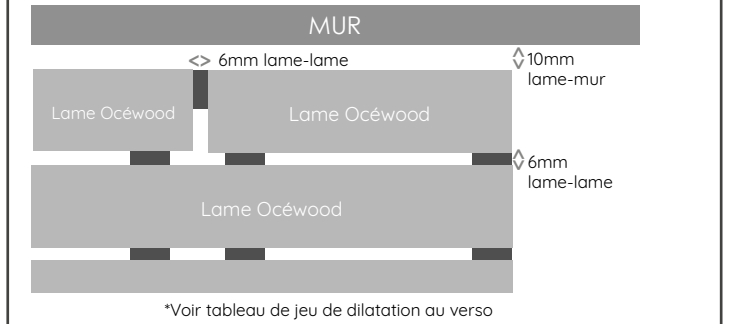 MUR
<> 6mm lame-lame
10mm
lame-mur
Lame Océwood
Lame Océwood
6mm
lame-lame
Lame Océwood
*Voir tableau de jeu de dilatation au verso